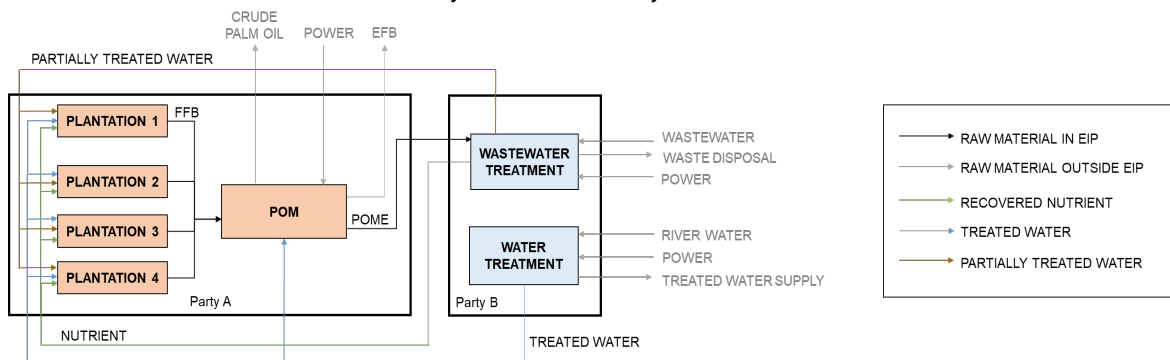 CRUDE
PALM OIL
POWER
EFB
PARTIALLY TREATED WATER
PLANTATION 1
FFB
PLANTATION 2
PLANTATION 3
PLANTATION 4
POM
POME
Party A
NUTRIENT
WASTEWATER
TREATMENT
WATER
TREATMENT
Party B
TREATED WATER
WASTEWATER
WASTE DISPOSAL
POWER
RIVER WATER
POWER
TREATED WATER SUPPLY
RAW MATERIAL IN EIP
RAW MATERIAL OUTSIDE EIP
RECOVERED NUTRIENT
TREATED WATER
PARTIALLY TREATED WATER